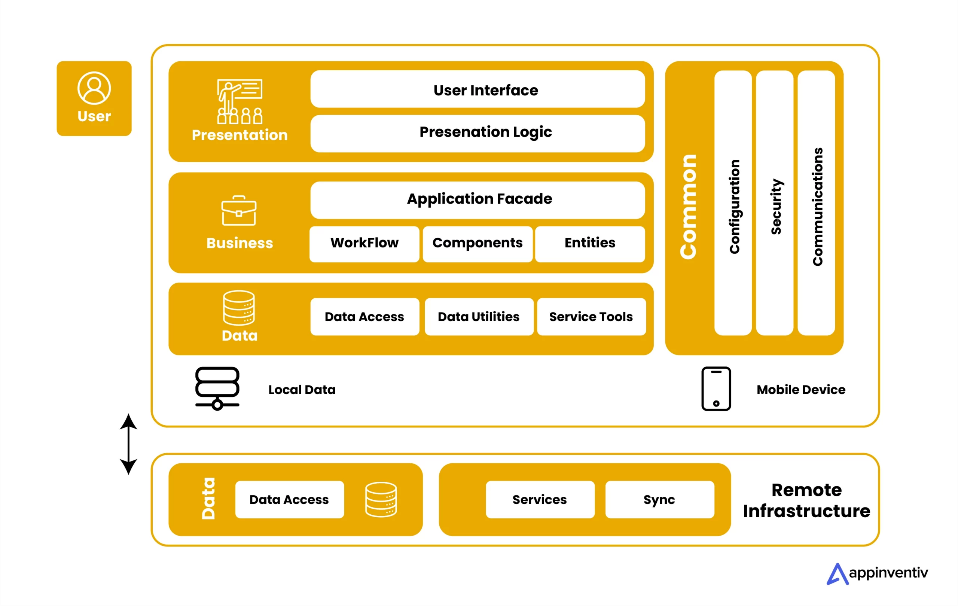 User
Presentation
User Interface
Presenation Logic
Business
Application Facade
WorkFlow
Components
Entities
Data
Data Access
Data Utilities
Service Tools
Common
Configuration
Security
Communications
Local Data
Mobile Device
Data
Data Access
Services
Sync
Remote
Infrastructure
appinventiv